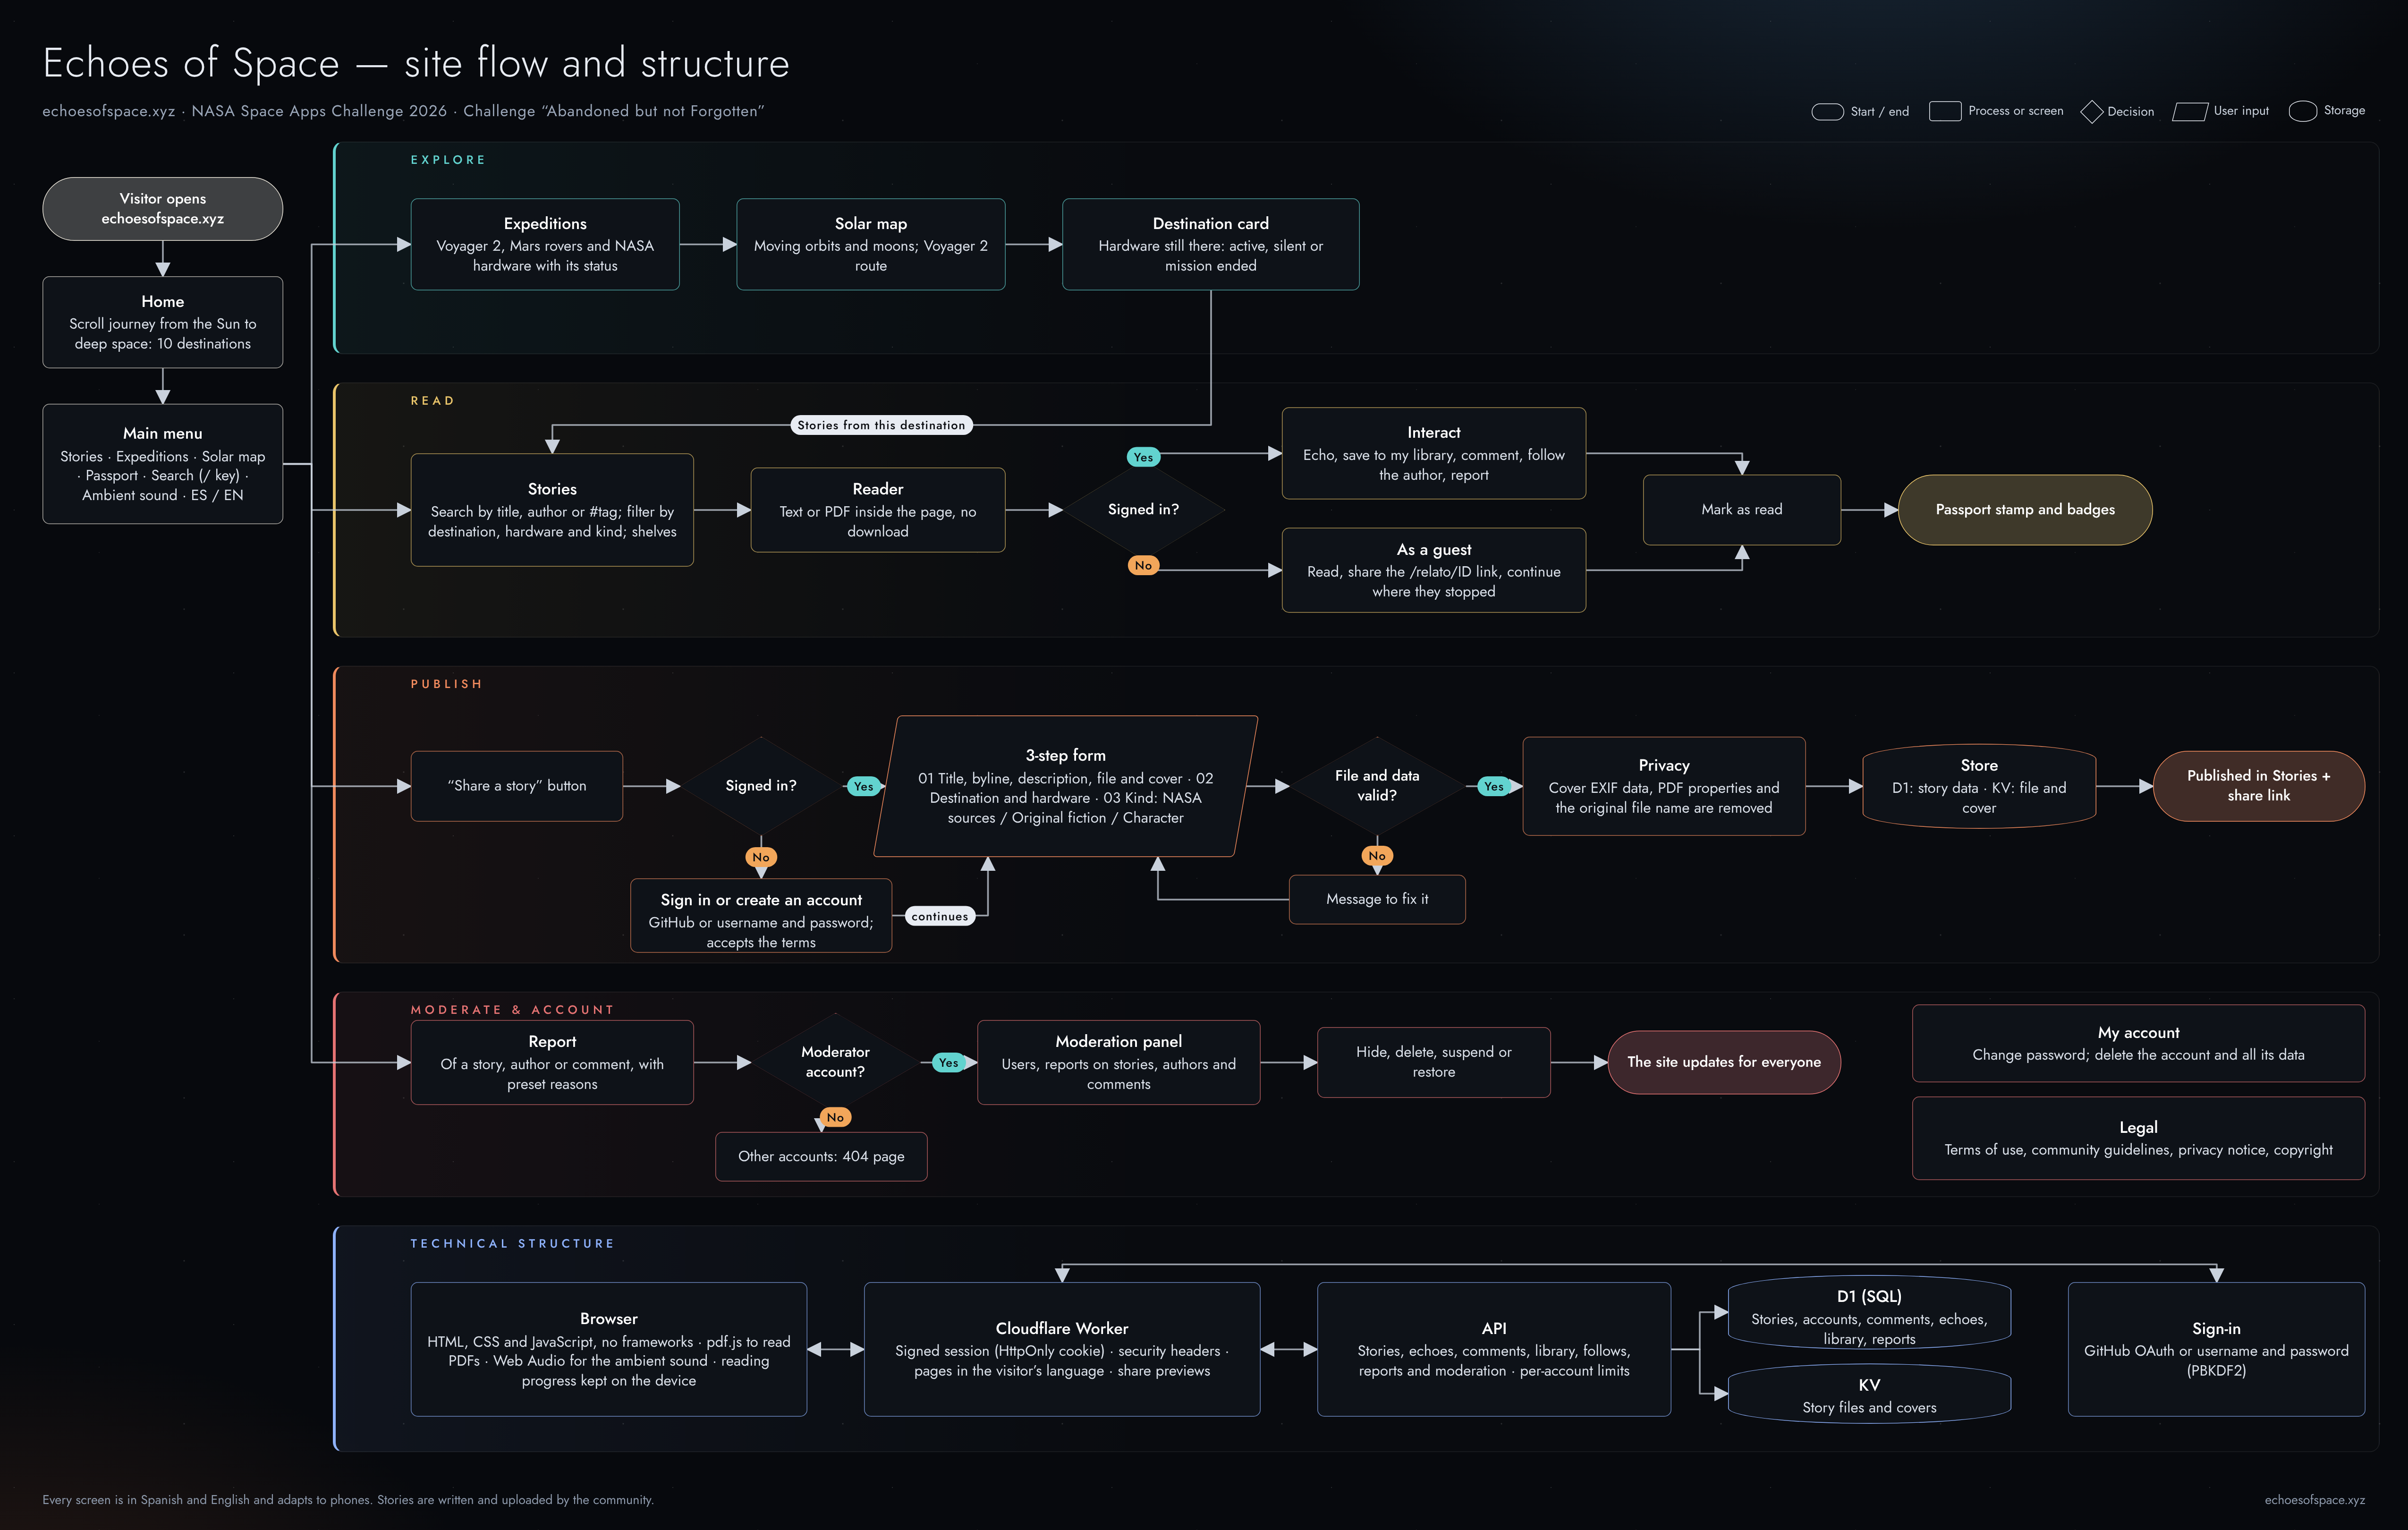 Echoes of Space — site flow and structure
echoesofspace.xyz · NASA Space Apps Challenge 2026 · Challenge “Abandoned but not Forgotten”
Start / end
Process or screen
Decision
User input
Storage
Visitor opens
echoesofspace.xyz
Home
Scroll journey from the Sun to
deep space: 10 destinations
Main menu
Stories · Expeditions · Solar map
· Passport · Search (/ key) ·
Ambient sound · ES / EN
EXPLORE
Expeditions
Voyager 2, Mars rovers and NASA
hardware with its status
Solar map
Moving orbits and moons; Voyager 2
route
Destination card
Hardware still there: active, silent or
mission ended
READ
Stories from this destination
Stories
Search by title, author or #tag; filter by
destination, hardware and kind; shelves
Reader
Text or PDF inside the page, no
download
Signed in?
Yes
No
Interact
Echo, save to my library, comment, follow
the author, report
As a guest
Read, share the /relato/ID link, continue
where they stopped
Mark as read
Passport stamp and badges
PUBLISH
“Share a story” button
Signed in?
Yes
No
Sign in or create an account
GitHub or username and password;
accepts the terms
continues
3-step form
01 Title, byline, description, file and cover · 02
Destination and hardware · 03 Kind: NASA
sources / Original fiction / Character
File and data
valid?
Yes
No
Message to fix it
Privacy
Cover EXIF data, PDF properties and
the original file name are removed
Store
D1: story data · KV: file and
cover
Published in Stories +
share link
MODERATE & ACCOUNT
Report
Of a story, author or comment, with
preset reasons
Moderator
account?
Yes
No
Other accounts: 404 page
Moderation panel
Users, reports on stories, authors and
comments
Hide, delete, suspend or
restore
The site updates for everyone
My account
Change password; delete the account and all its data
Legal
Terms of use, community guidelines, privacy notice, copyright
TECHNICAL STRUCTURE
Browser
HTML, CSS and JavaScript, no frameworks · pdf.js to read
PDFs · Web Audio for the ambient sound · reading
progress kept on the device
Cloudflare Worker
Signed session (HttpOnly cookie) · security headers ·
pages in the visitor’s language · share previews
API
Stories, echoes, comments, library, follows,
reports and moderation · per-account limits
D1 (SQL)
Stories, accounts, comments, echoes,
library, reports
KV
Story files and covers
Sign-in
GitHub OAuth or username and password
(PBKDF2)
Every screen is in Spanish and English and adapts to phones. Stories are written and uploaded by the community.
echoesofspace.xyz